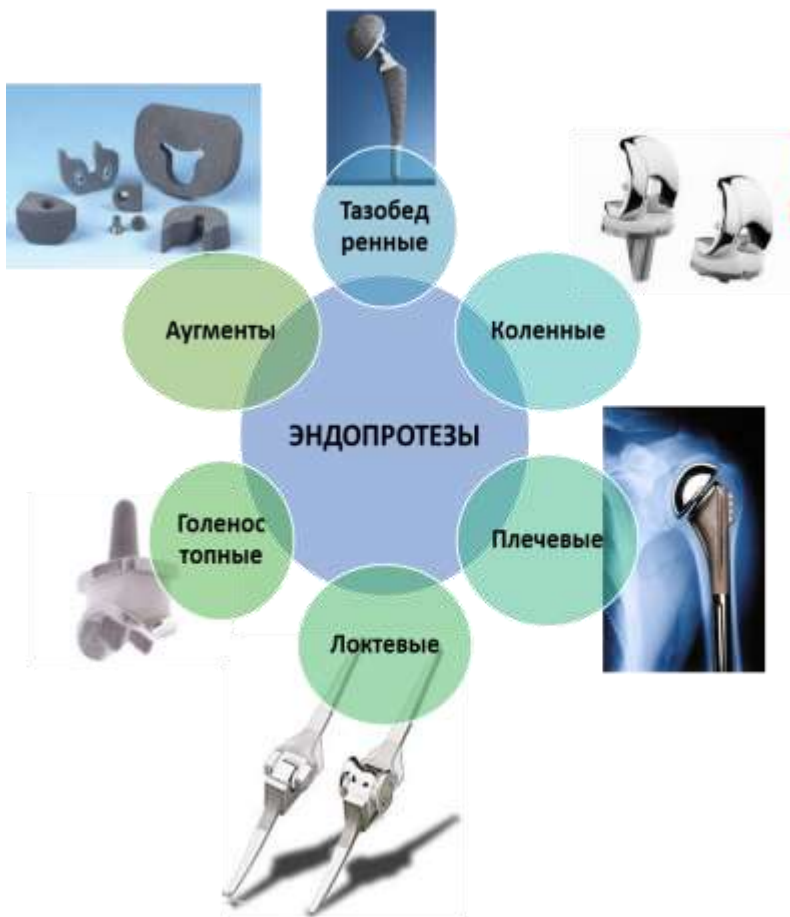 Тазобед
ренные
Аугменты
Коленные
ЭНДОПРОТЕЗЫ
Голенос
топные
Плечевые
Локтевые